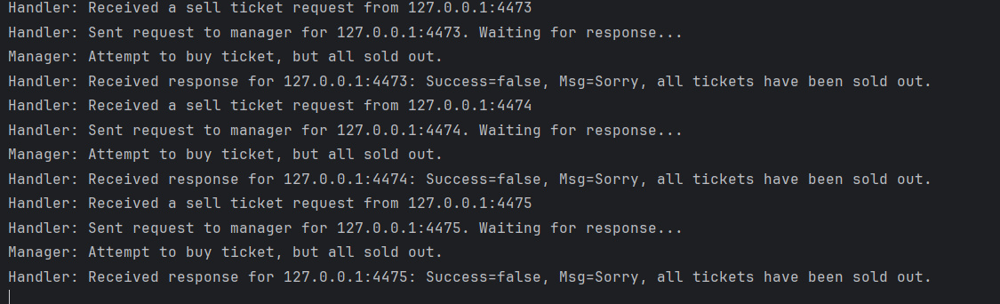 Handler: Received a sell ticket request from 127.0.0.1:4473
Handler: Sent request to manager for 127.0.0.1:4473. Waiting for response...
Manager: Attempt to buy ticket, but all sold out.
Handler: Received response for 127.0.0.1:4473: Success=false, Msg=Sorry, all tickets have been sold out.
Handler: Received a sell ticket request from 127.0.0.1:4474
Handler: Sent request to manager for 127.0.0.1:4474. Waiting for response...
Manager: Attempt to buy ticket, but all sold out.
Handler: Received response for 127.0.0.1:4474: Success=false, Msg=Sorry, all tickets have been sold out.
Handler: Received a sell ticket request from 127.0.0.1:4475
Handler: Sent request to manager for 127.0.0.1:4475. Waiting for response...
Manager: Attempt to buy ticket, but all sold out.
Handler: Received response for 127.0.0.1:4475: Success=false, Msg=Sorry, all tickets have been sold out.